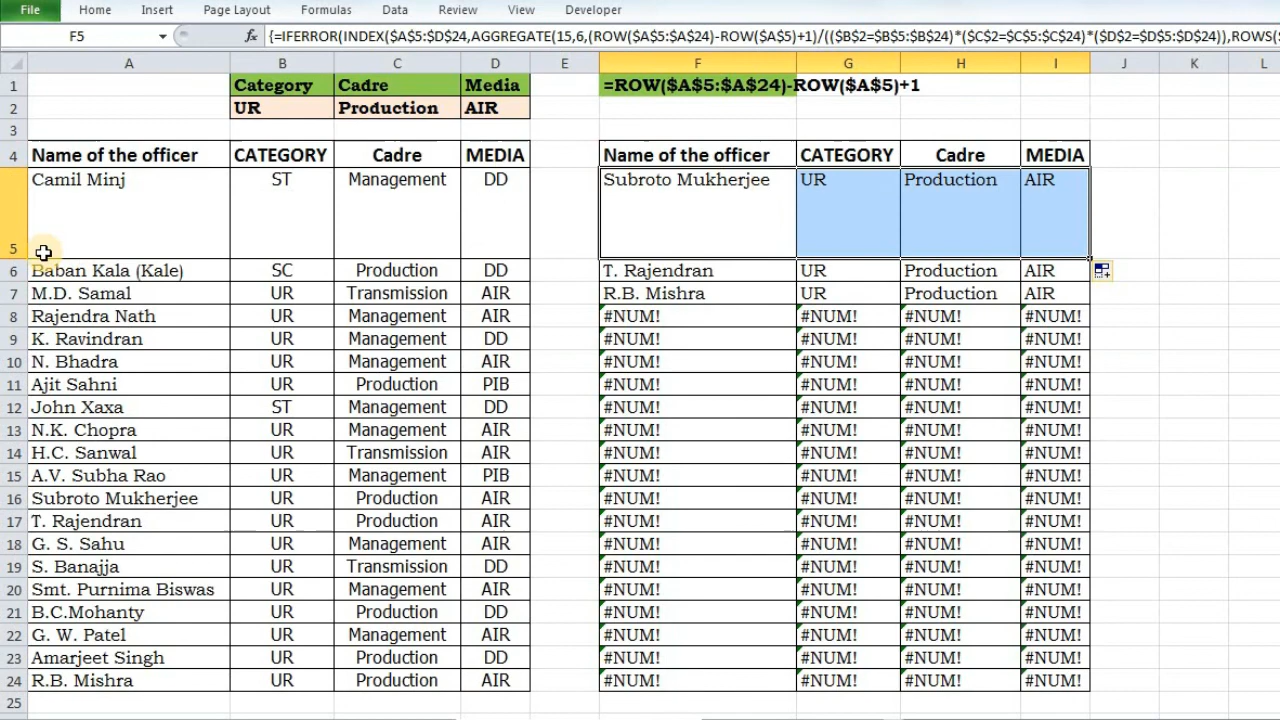 File Home Insert Page Layout Formulas Data Review View Developer
F5 fx {=IFERROR(INDEX($A$5:$D$24,AGGREGATE(15,6,(ROW($A$5:$A$24)-ROW($A$5)+1)/(($B$2=$B$5:$B$24)*($C$2=$C$5:$C$24)*($D$2=$D$5:$D$24)),ROWS($
A B C D E F G H I J K L
1 Category Cadre Media =ROW($A$5:$A$24)-ROW($A$5)+1
2 UR Production AIR
3
4 Name of the officer CATEGORY Cadre MEDIA Name of the officer CATEGORY Cadre MEDIA
5 Camil Minj ST Management DD Subroto Mukherjee UR Production AIR
6 Baban Kala (Kale) SC Production DD T. Rajendran UR Production AIR
7 M.D. Samal UR Transmission AIR R.B. Mishra UR Production AIR
8 Rajendra Nath UR Management AIR #NUM! #NUM! #NUM! #NUM!
9 K. Ravindran UR Management DD #NUM! #NUM! #NUM! #NUM!
10 N. Bhadra UR Management AIR #NUM! #NUM! #NUM! #NUM!
11 Ajit Sahni UR Production PIB #NUM! #NUM! #NUM! #NUM!
12 John Xaxa ST Management DD #NUM! #NUM! #NUM! #NUM!
13 N.K. Chopra UR Management AIR #NUM! #NUM! #NUM! #NUM!
14 H.C. Sanwal UR Transmission AIR #NUM! #NUM! #NUM! #NUM!
15 A.V. Subha Rao UR Management PIB #NUM! #NUM! #NUM! #NUM!
16 Subroto Mukherjee UR Production AIR #NUM! #NUM! #NUM! #NUM!
17 T. Rajendran UR Production AIR #NUM! #NUM! #NUM! #NUM!
18 G. S. Sahu UR Management AIR #NUM! #NUM! #NUM! #NUM!
19 S. Banajja UR Transmission DD #NUM! #NUM! #NUM! #NUM!
20 Smt. Purnima Biswas UR Management AIR #NUM! #NUM! #NUM! #NUM!
21 B.C.Mohanty UR Production DD #NUM! #NUM! #NUM! #NUM!
22 G. W. Patel UR Management AIR #NUM! #NUM! #NUM! #NUM!
23 Amarjeet Singh UR Production DD #NUM! #NUM! #NUM! #NUM!
24 R.B. Mishra UR Production AIR #NUM! #NUM! #NUM! #NUM!
25